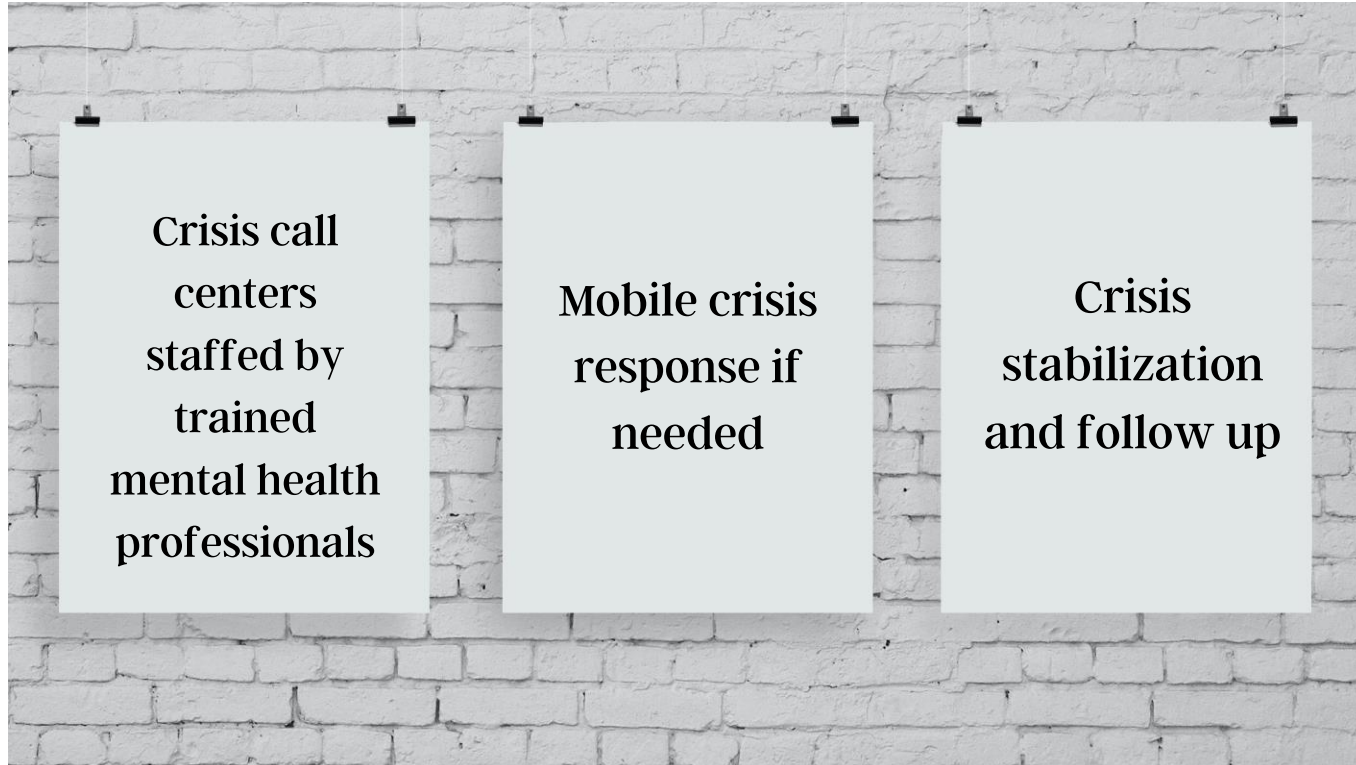 Crisis call
centers
staffed by
trained
mental health
professionals
Mobile crisis
response if
needed
Crisis
stabilization
and follow up